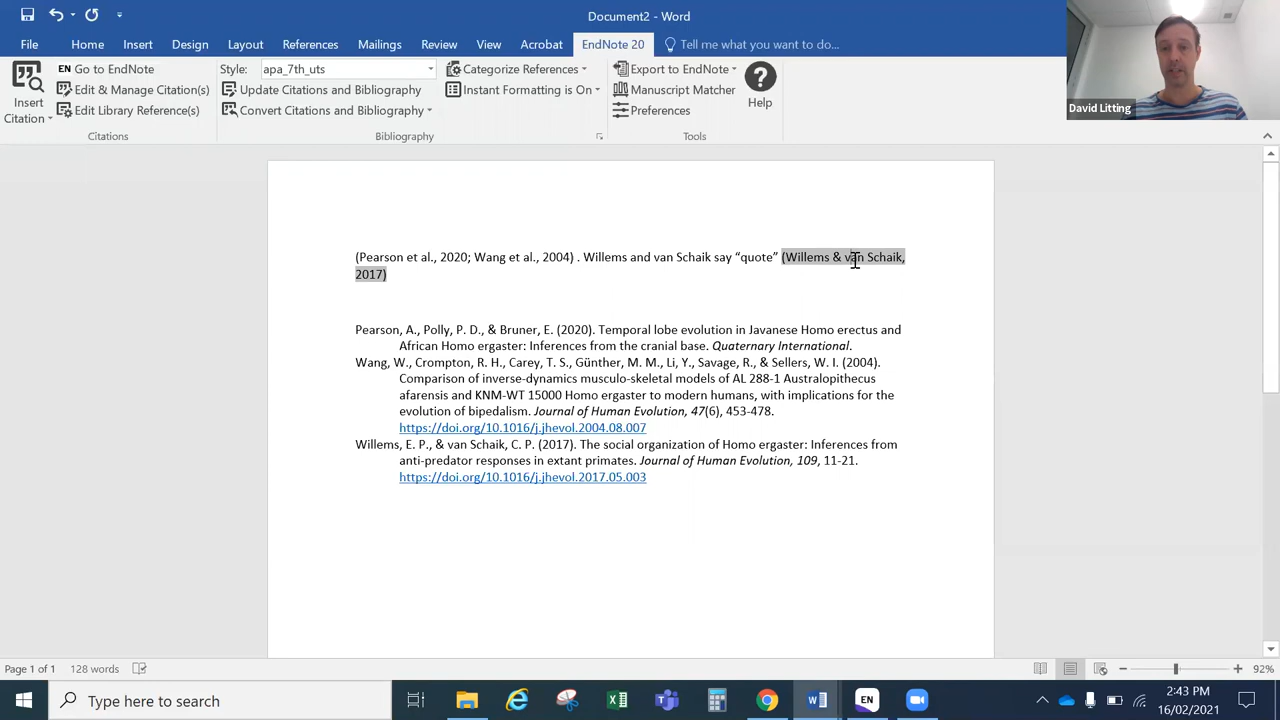 Document2 - Word
File Home Insert Design Layout References Mailings Review View Acrobat EndNote 20 Tell me what you want to do...
EN Go to EndNote
Style: apa_7th_uts
Categorize References
Export to EndNote
Edit & Manage Citation(s)
Update Citations and Bibliography
Instant Formatting is On
Manuscript Matcher
Insert Citation
Edit Library Reference(s)
Convert Citations and Bibliography
Preferences
Help
Citations
Bibliography
Tools
David Litting
(Pearson et al., 2020; Wang et al., 2004) . Willems and van Schaik say “quote” (Willems & van Schaik,
2017)
Pearson, A., Polly, P. D., & Bruner, E. (2020). Temporal lobe evolution in Javanese Homo erectus and
African Homo ergaster: Inferences from the cranial base. Quaternary International.
Wang, W., Crompton, R. H., Carey, T. S., Günther, M. M., Li, Y., Savage, R., & Sellers, W. I. (2004).
Comparison of inverse-dynamics musculo-skeletal models of AL 288-1 Australopithecus
afarensis and KNM-WT 15000 Homo ergaster to modern humans, with implications for the
evolution of bipedalism. Journal of Human Evolution, 47(6), 453-478.
https://doi.org/10.1016/j.jhevol.2004.08.007
Willems, E. P., & van Schaik, C. P. (2017). The social organization of Homo ergaster: Inferences from
anti-predator responses in extant primates. Journal of Human Evolution, 109, 11-21.
https://doi.org/10.1016/j.jhevol.2017.05.003
Page 1 of 1 128 words
92%
Type here to search
EN
2:43 PM
16/02/2021